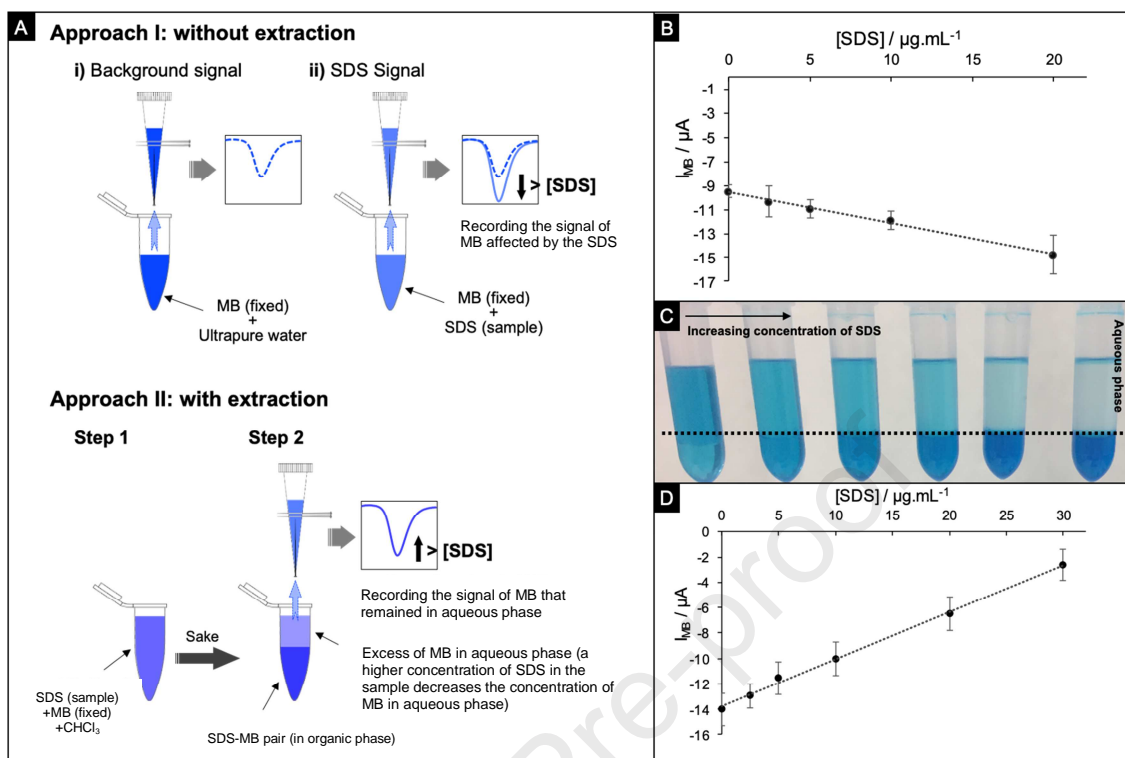 A
Approach I: without extraction
i) Background signal
ii) SDS Signal
> [SDS]
Recording the signal of
MB affected by the SDS
MB (fixed)
+
Ultrapure water
MB (fixed)
+
SDS (sample)
Approach II: with extraction
Step 1
Step 2
> [SDS]
Recording the signal of MB that
remained in aqueous phase
Sake
Excess of MB in aqueous phase (a
higher concentration of SDS in the
sample decreases the concentration of
MB in aqueous phase)
SDS (sample)
+MB (fixed)
+CHCl₃
SDS-MB pair (in organic phase)
B
[SDS] / µg.mL⁻¹
0 5 10 15 20
I_MB / µA
-1
-3
-5
-7
-9
-11
-13
-15
-17
C
Increasing concentration of SDS
Aqueous phase
D
[SDS] / µg.mL⁻¹
0 5 10 15 20 25 30
I_MB / µA
0
-2
-4
-6
-8
-10
-12
-14
-16
Pre-proof